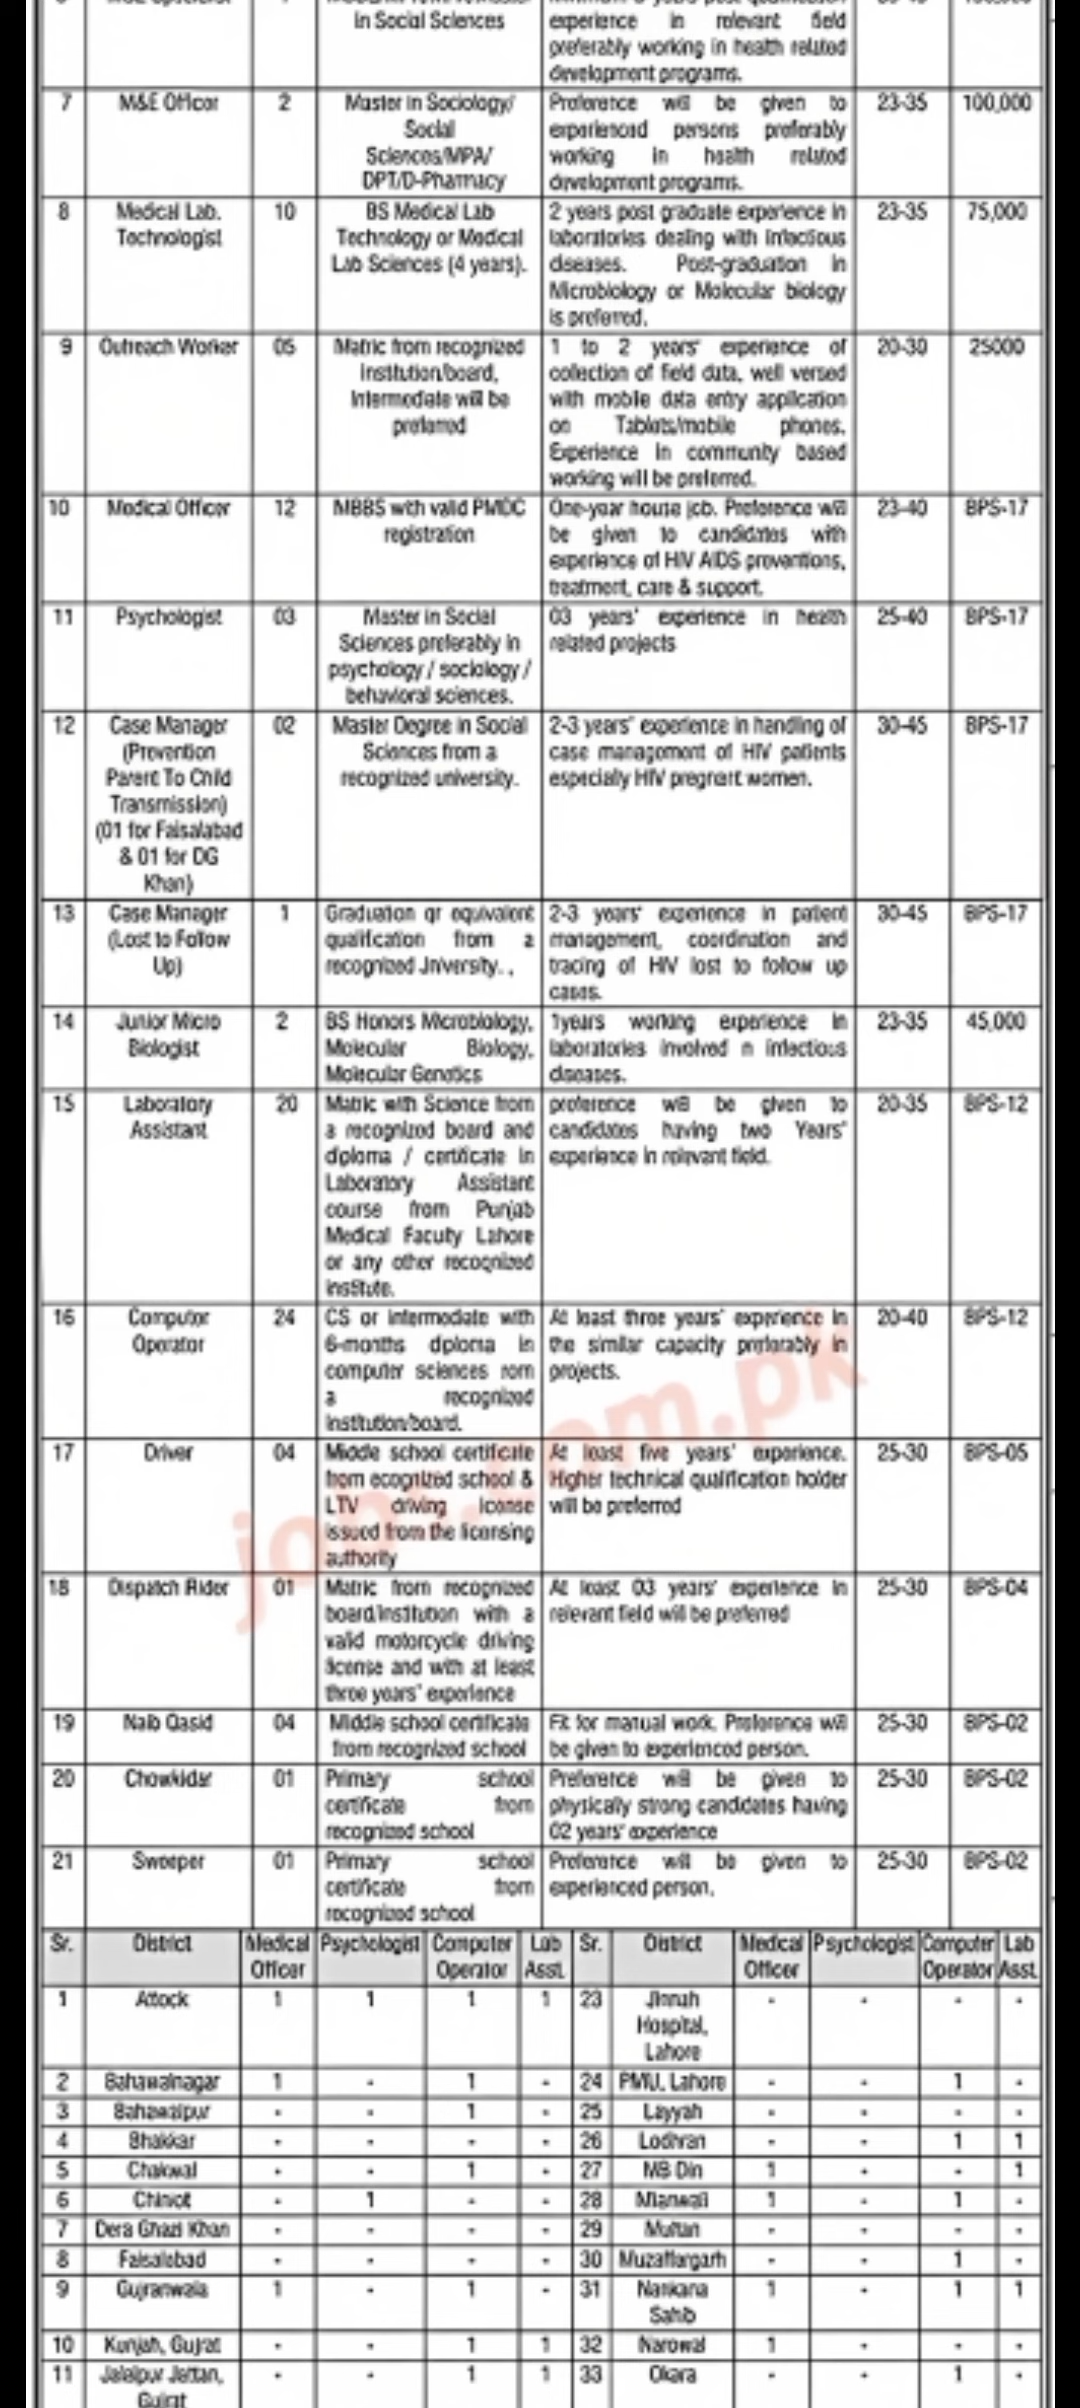 in Social Sciences
experience in relevant field
preferably working in health related
development programs.
7 M&E Officer 2 Master in Sociology/ Social Sciences/MPA/ DPT/D-Pharmacy Preference will be given to experienced persons preferably working in health related development programs. 23-35 100,000
8 Medical Lab. Technologist 10 BS Medical Lab Technology or Medical Lab Sciences (4 years). 2 years post graduate experience in laboratories dealing with infectious diseases. Post-graduation in Microbiology or Molecular biology is preferred. 23-35 75,000
9 Outreach Worker 05 Matric from recognized institution/board, Intermediate will be preferred 1 to 2 years' experience of collection of field data, well versed with mobile data entry application on Tablets/mobile phones. Experience in community based working will be preferred. 20-30 25000
10 Medical Officer 12 MBBS with valid PMDC registration One-year house job. Preference will be given to candidates with experience of HIV AIDS preventions, treatment, care & support. 23-40 BPS-17
11 Psychologist 03 Master in Social Sciences preferably in psychology / sociology / behavioral sciences. 03 years' experience in health related projects 25-40 BPS-17
12 Case Manager (Prevention Parent To Child Transmission) (01 for Faisalabad & 01 for DG Khan) 02 Master Degree in Social Sciences from a recognized university. 2-3 years' experience in handling of case management of HIV patients especially HIV pregnant women. 30-45 BPS-17
13 Case Manager (Lost to Follow Up) 1 Graduation or equivalent qualification from a recognized University. , 2-3 years' experience in patient management, coordination and tracing of HIV lost to follow up cases. 30-45 BPS-17
14 Junior Micro Biologist 2 BS Honors Microbiology, Molecular Biology, Molecular Genetics 1years working experience in laboratories involved n infectious diseases. 23-35 45,000
15 Laboratory Assistant 20 Matric with Science from a recognized board and diploma / certificate in Laboratory Assistant course from Punjab Medical Faculty Lahore or any other recognized institute. preference will be given to candidates having two Years' experience in relevant field. 20-35 BPS-12
16 Computer Operator 24 CS or intermediate with 6-months diploma in computer sciences rom a recognized institution/board. At least three years' experience in the similar capacity preferably in projects. 20-40 BPS-12
17 Driver 04 Middle school certificate from ecognized school & LTV driving icense issued from the licensing authority At least five years' experience. Higher technical qualification holder will be preferred 25-30 BPS-05
18 Dispatch Rider 01 Matric from recognized board/institution with a valid motorcycle driving license and with at least three years' experience At least 03 years' experience in relevant field will be preferred 25-30 BPS-04
19 Naib Qasid 04 Middle school certificate from recognized school Fit for manual work. Preference will be given to experienced person. 25-30 BPS-02
20 Chowkidar 01 Primary school certificate from recognized school Preference will be given to physically strong candidates having 02 years' experience 25-30 BPS-02
21 Sweeper 01 Primary school certificate from recognized school Preference will be given to experienced person. 25-30 BPS-02
Sr. District Medical Officer Psychologist Computer Operator Lab Asst. Sr. District Medical Officer Psychologist Computer Operator Lab Asst.
1 Attock 1 1 1 1 23 Jinnah Hospital, Lahore - - - -
2 Bahawalnagar 1 - 1 - 24 PMU, Lahore - - 1 -
3 Bahawalpur - - 1 - 25 Layyah - - - -
4 Bhakkar - - - - 26 Lodhran - - 1 1
5 Chakwal - - 1 - 27 MB Din 1 - - 1
6 Chiniot - 1 - - 28 Mianwali 1 - 1 -
7 Dera Ghazi Khan - - - - 29 Multan - - - -
8 Faisalabad - - - - 30 Muzaffargarh - - 1 -
9 Gujranwala 1 - 1 - 31 Nankana Sahib 1 - 1 1
10 Kunjah, Gujrat - - 1 1 32 Narowal 1 - - -
11 Jalalpur Jattan, Gujrat - - 1 1 33 Okara - - 1 -